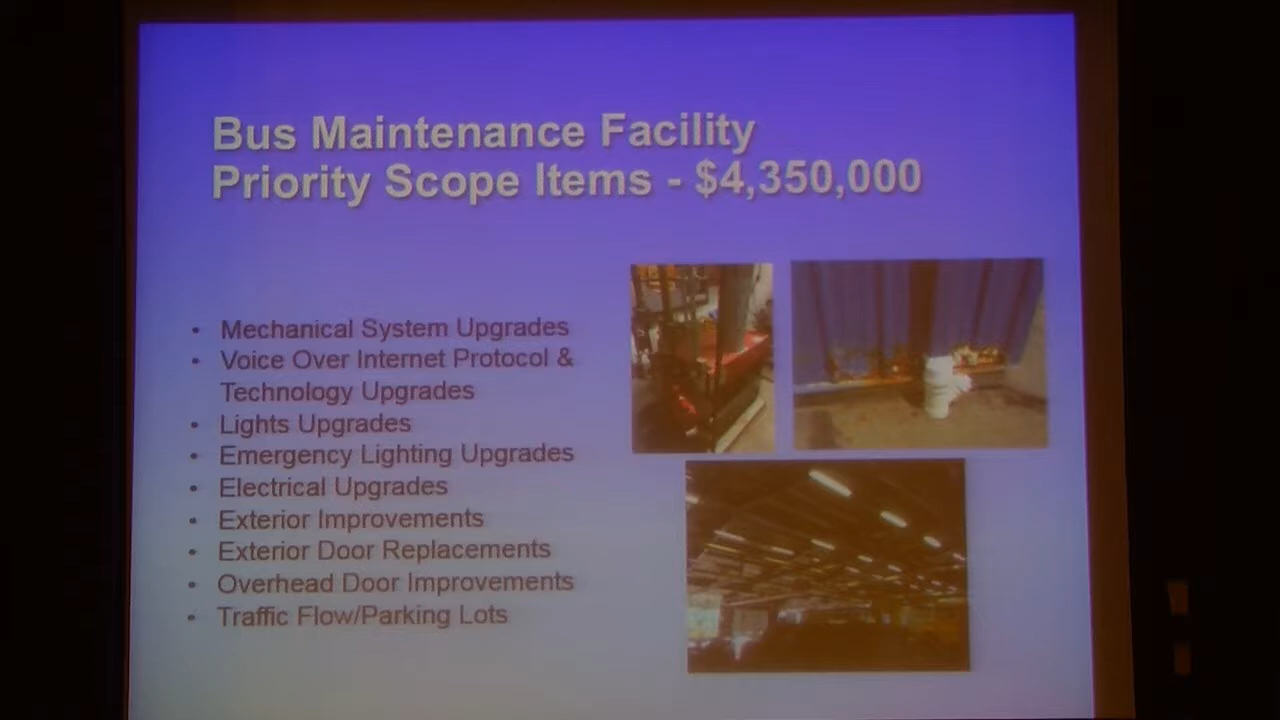 Bus Maintenance Facility
Priority Scope Items - $4,350,000
• Mechanical System Upgrades
• Voice Over Internet Protocol &
Technology Upgrades
• Lights Upgrades
• Emergency Lighting Upgrades
• Electrical Upgrades
• Exterior Improvements
• Exterior Door Replacements
• Overhead Door Improvements
• Traffic Flow/Parking Lots